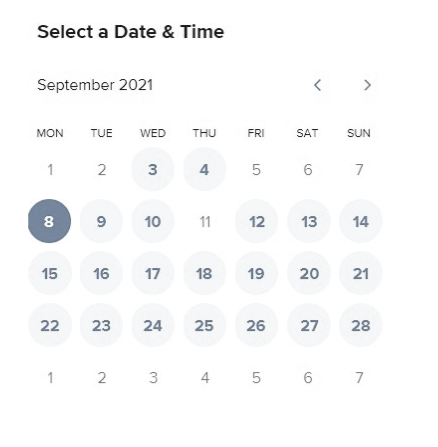 Select a Date & Time
September 2021
MON TUE WED THU FRI SAT SUN
1 2 3 4 5 6 7
8 9 10 11 12 13 14
15 16 17 18 19 20 21
22 23 24 25 26 27 28
1 2 3 4 5 6 7